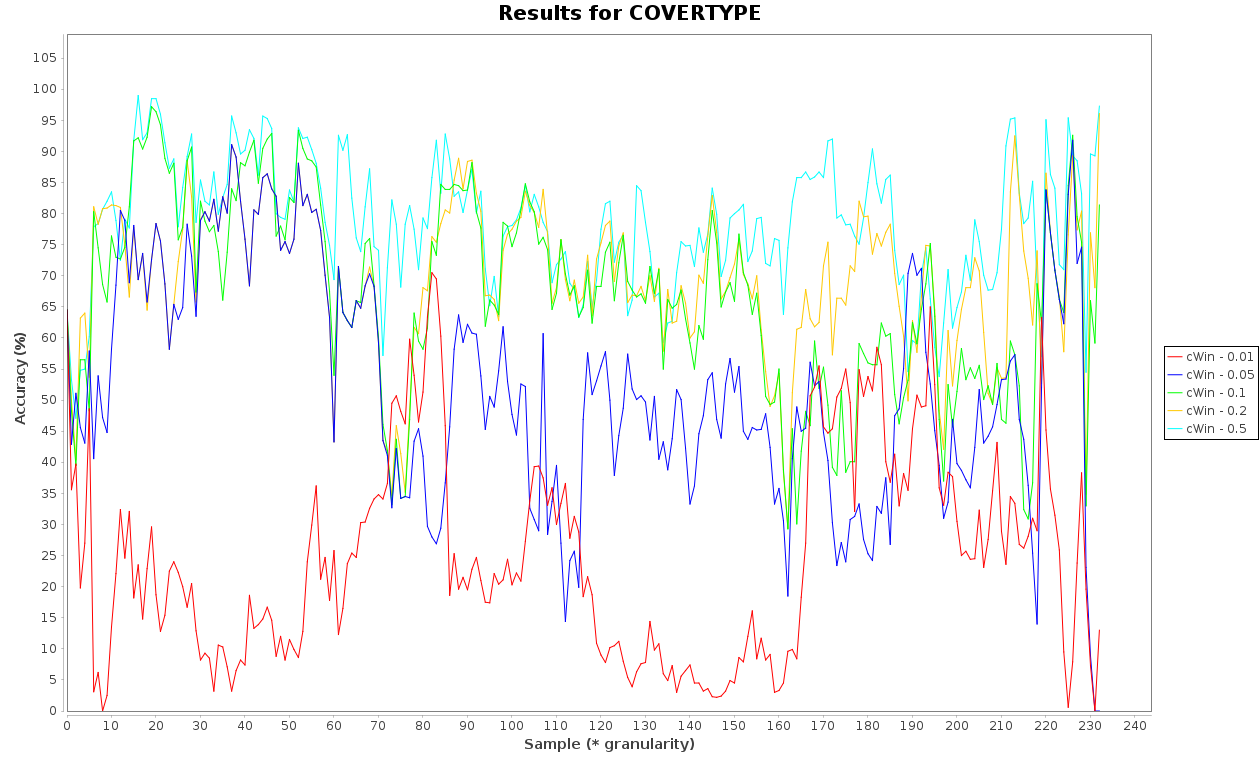 Results for COVERTYPE
Accuracy (%)
105
100
95
90
85
80
75
70
65
60
55
50
45
40
35
30
25
20
15
10
5
0
0 10 20 30 40 50 60 70 80 90 100 110 120 130 140 150 160 170 180 190 200 210 220 230 240
Sample (* granularity)
cWin - 0.01
cWin - 0.05
cWin - 0.1
cWin - 0.2
cWin - 0.5